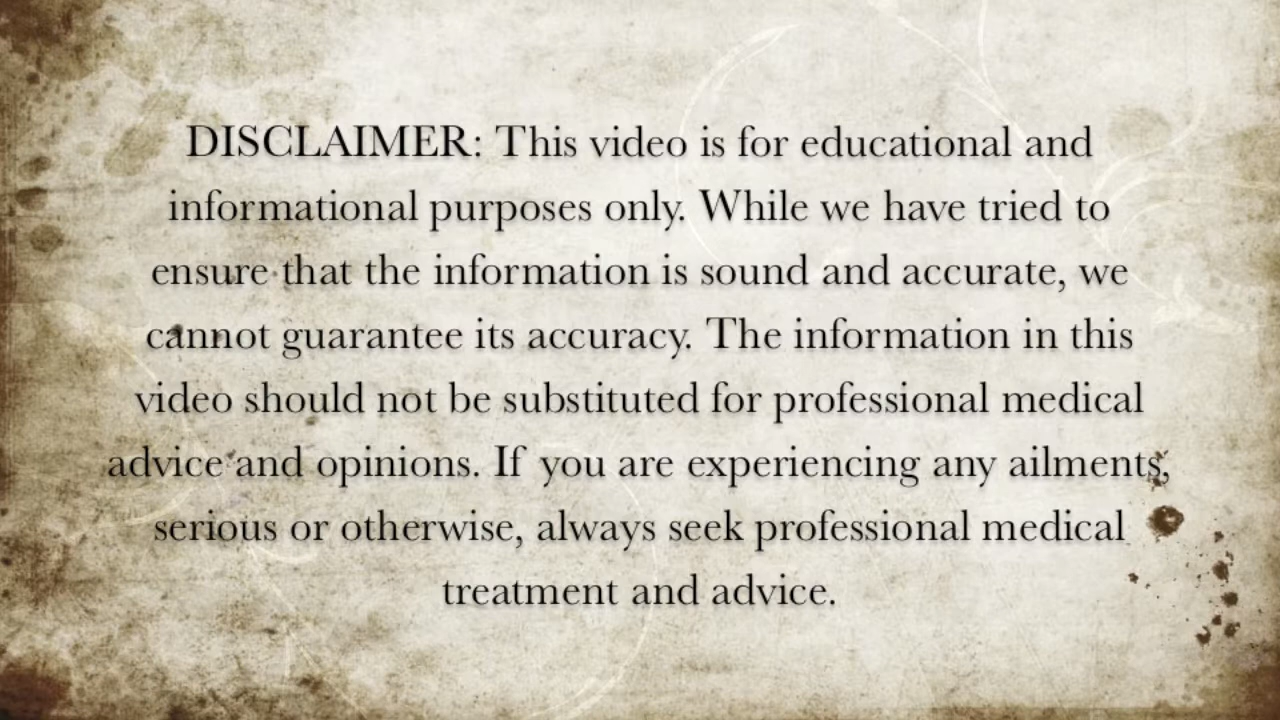 DISCLAIMER: This video is for educational and
informational purposes only. While we have tried to
ensure that the information is sound and accurate, we
cannot guarantee its accuracy. The information in this
video should not be substituted for professional medical
advice and opinions. If you are experiencing any ailments,
serious or otherwise, always seek professional medical
treatment and advice.